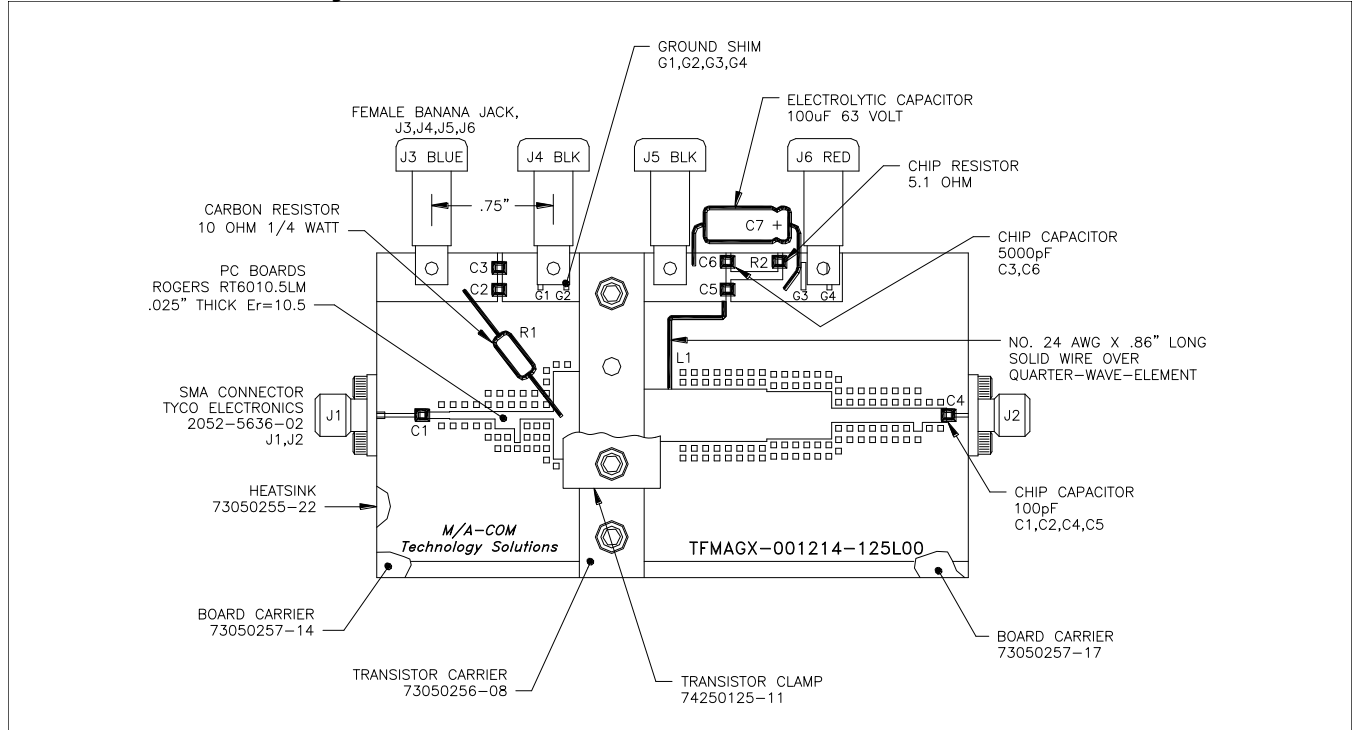 GROUND SHIM
G1,G2,G3,G4
ELECTROLYTIC CAPACITOR
100uF 63 VOLT
FEMALE BANANA JACK,
J3,J4,J5,J6
J3 BLUE
J4 BLK
J5 BLK
J6 RED
CHIP RESISTOR
5.1 OHM
.75"
CARBON RESISTOR
10 OHM 1/4 WATT
C7 +
CHIP CAPACITOR
5000pF
C3,C6
PC BOARDS
ROGERS RT6010.5LM
.025" THICK Er=10.5
C3
C6
R2
C2
G1
G2
C5
G3
G4
R1
L1
NO. 24 AWG X .86" LONG
SOLID WIRE OVER
QUARTER-WAVE-ELEMENT
SMA CONNECTOR
TYCO ELECTRONICS
2052-5636-02
J1,J2
J1
C1
C4
J2
HEATSINK
73050255-22
CHIP CAPACITOR
100pF
C1,C2,C4,C5
M/A-COM
Technology Solutions
TFMAGX-001214-125L00
BOARD CARRIER
73050257-14
BOARD CARRIER
73050257-17
TRANSISTOR CARRIER
73050256-08
TRANSISTOR CLAMP
74250125-11